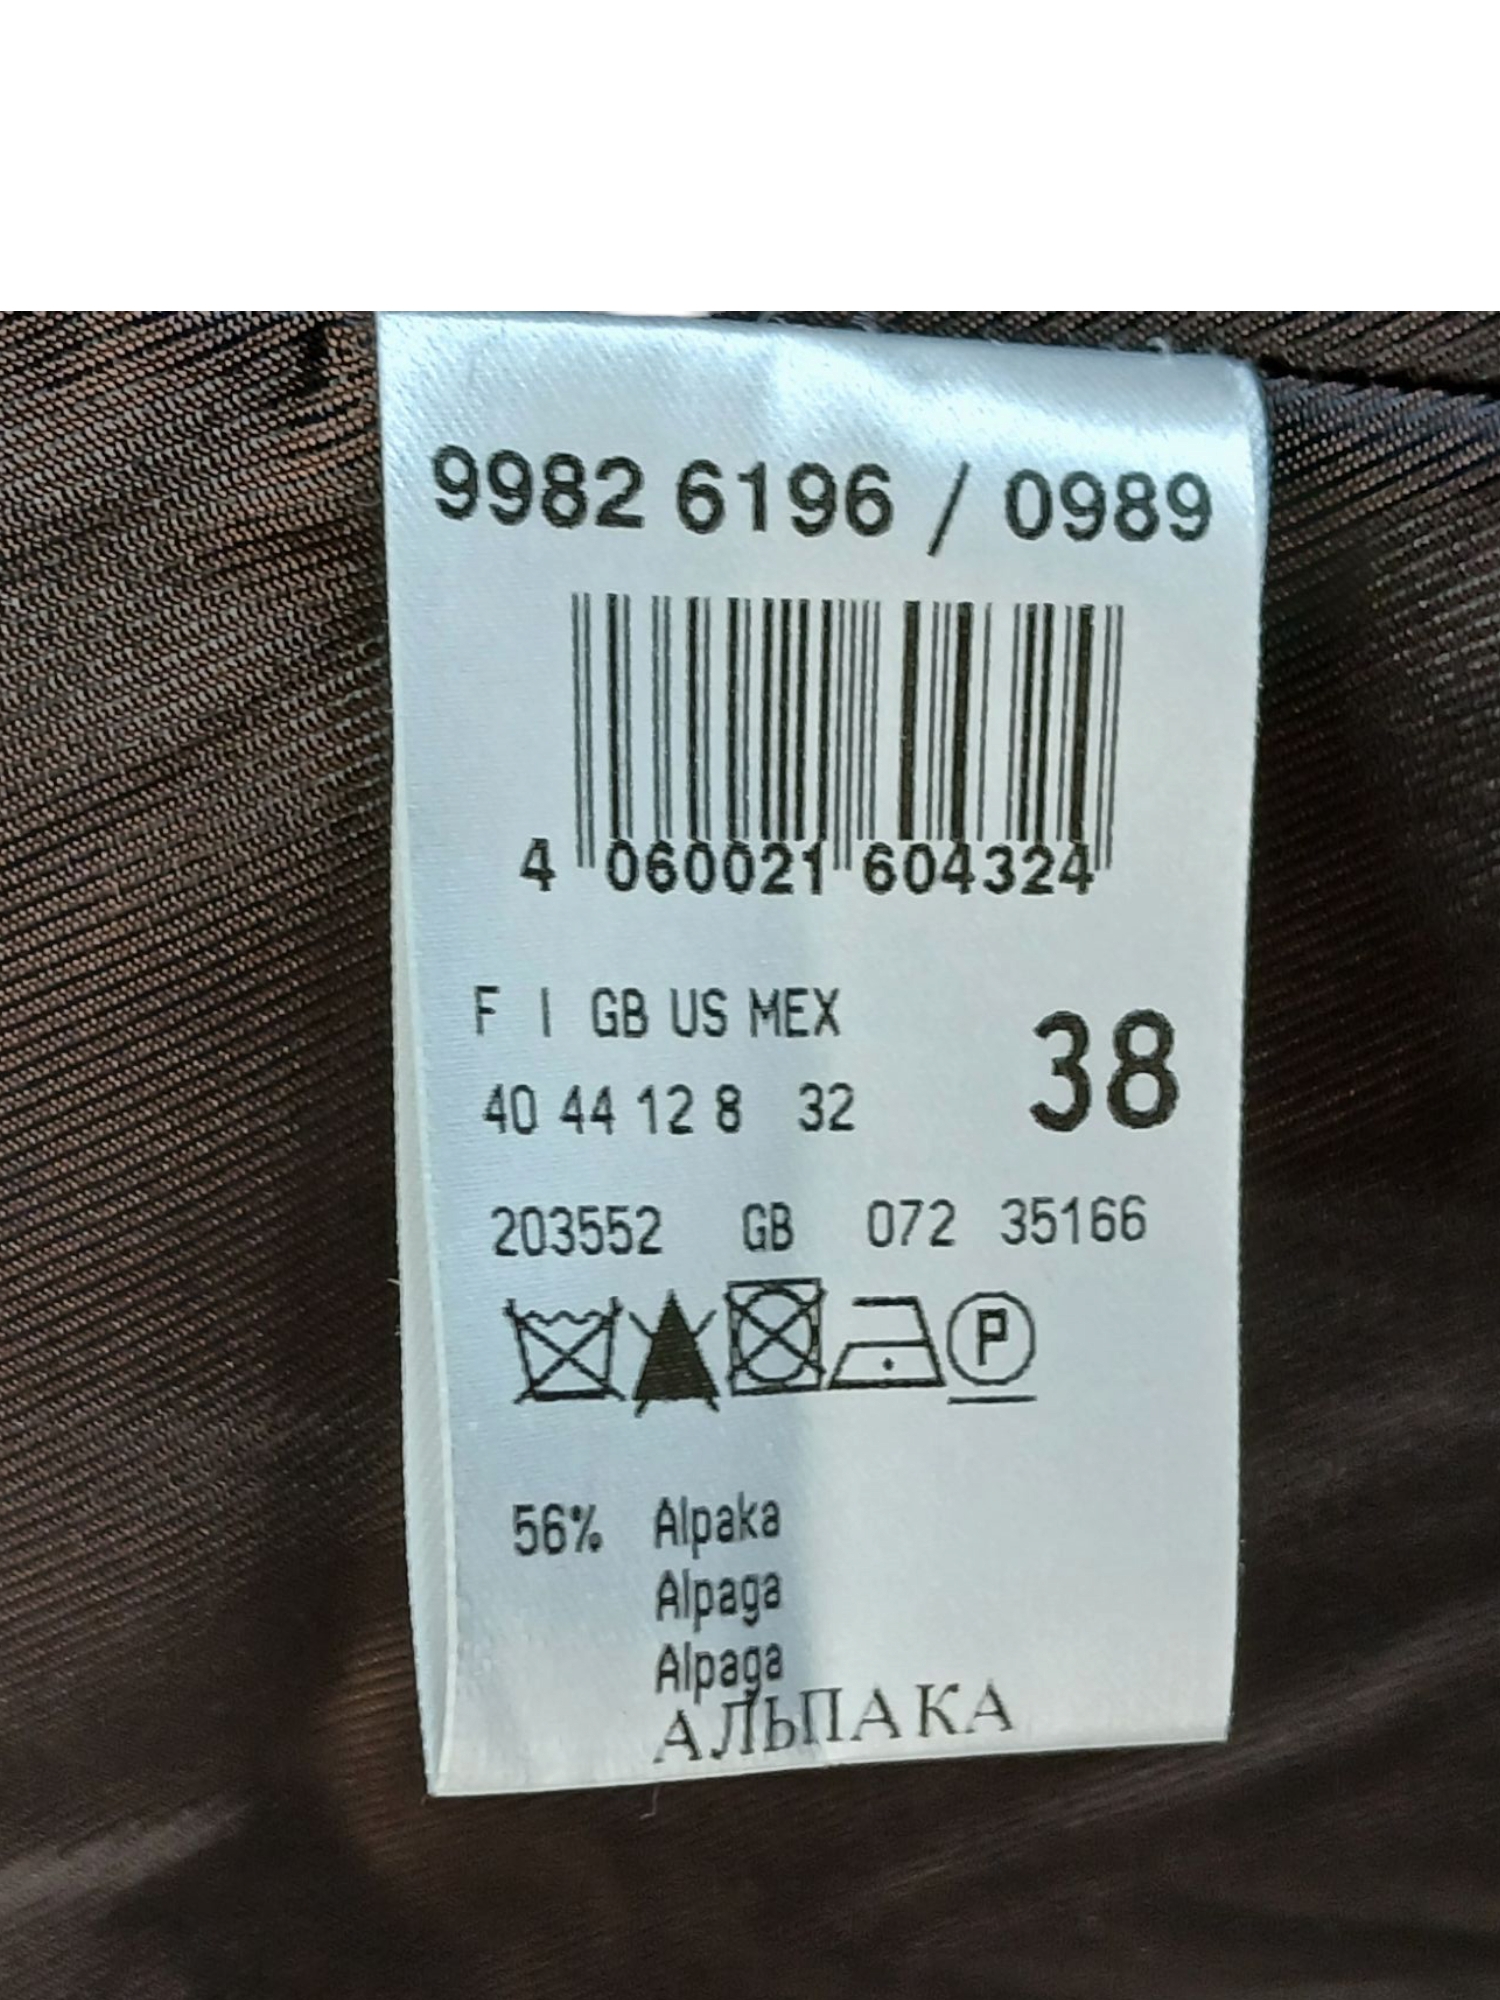 9982 6196 / 0989
4 060021 604324
F I GB US MEX
40 44 12 8 32
38
203552 GB 072 35166
P
56% Alpaka
Alpaga
Alpaga
АЛЬПАКА